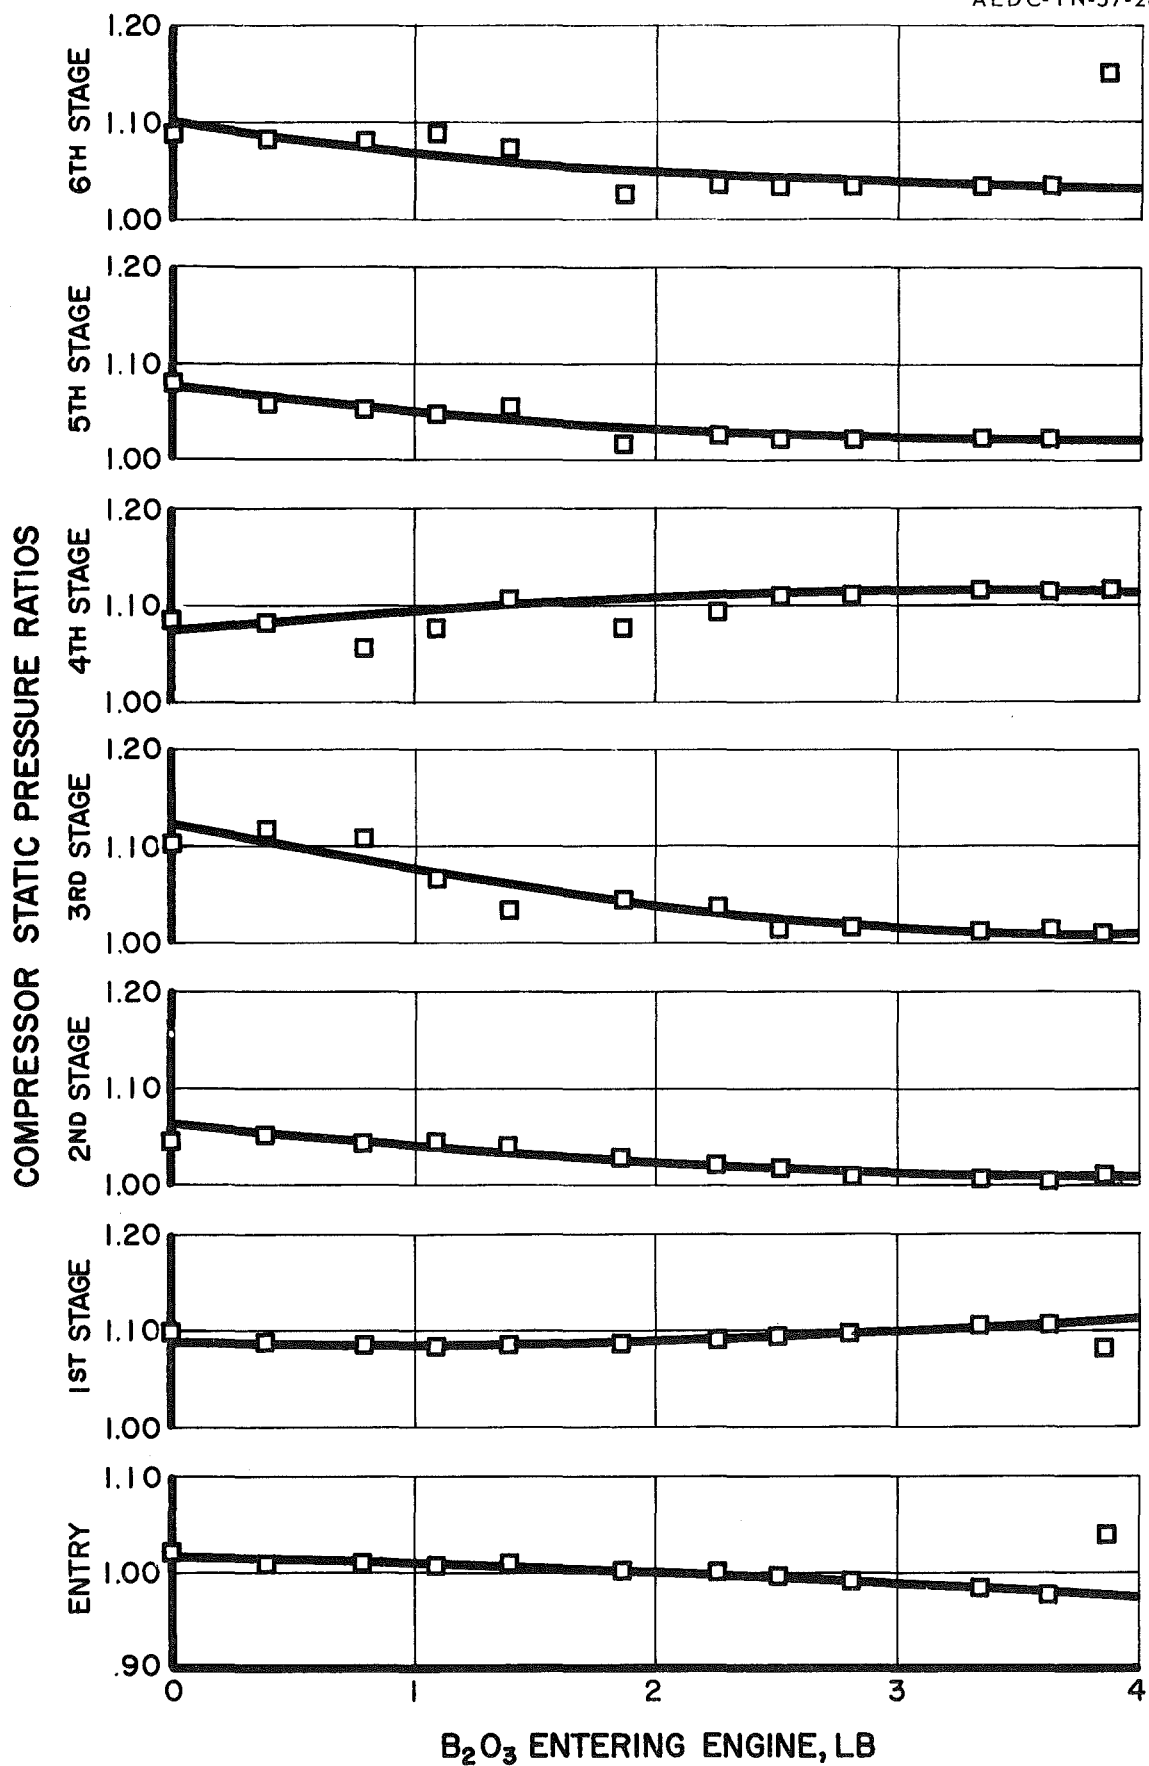 6TH STAGE
1.20
1.10
1.00
5TH STAGE
1.20
1.10
1.00
4TH STAGE
1.20
1.10
1.00
3RD STAGE
1.20
1.10
1.00
2ND STAGE
1.20
1.10
1.00
1ST STAGE
1.20
1.10
1.00
ENTRY
1.10
1.00
.90
COMPRESSOR STATIC PRESSURE RATIOS
0 1 2 3 4
B₂O₃ ENTERING ENGINE, LB